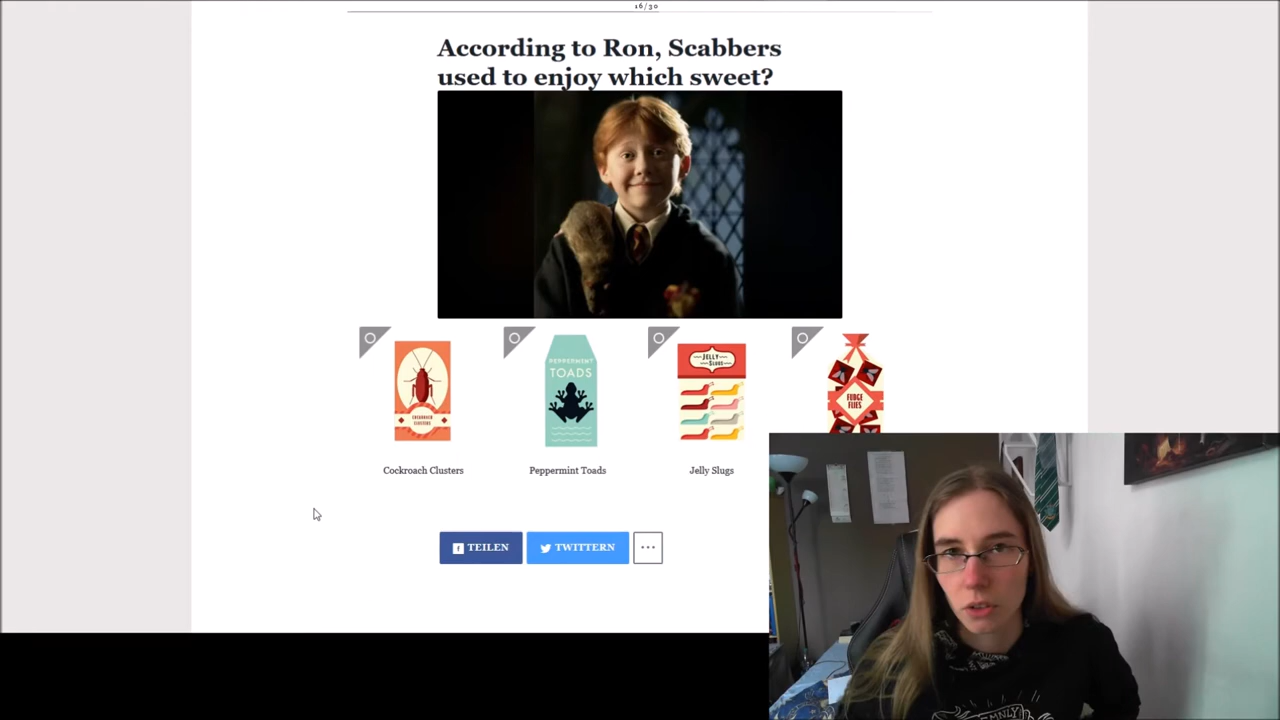 16/30
According to Ron, Scabbers
used to enjoy which sweet?
PEPPERMINT
TOADS
JELLY
SLUGS
FUDGE
FLIES
COCKROACH
CLUSTERS
Cockroach Clusters
Peppermint Toads
Jelly Slugs
TEILEN
TWITTERN